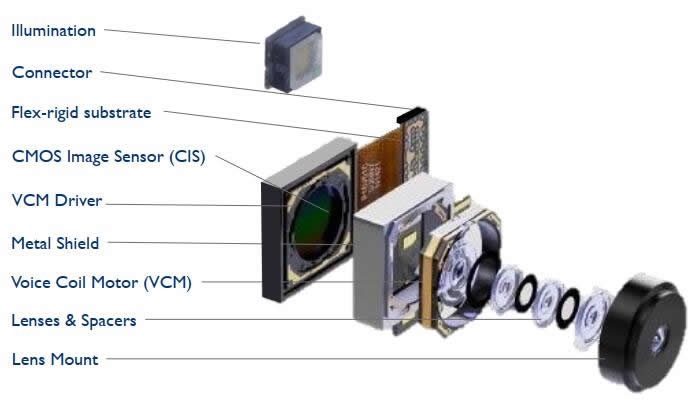 Illumination
Connector
Flex-rigid substrate
CMOS Image Sensor (CIS)
VCM Driver
Metal Shield
Voice Coil Motor (VCM)
Lenses & Spacers
Lens Mount